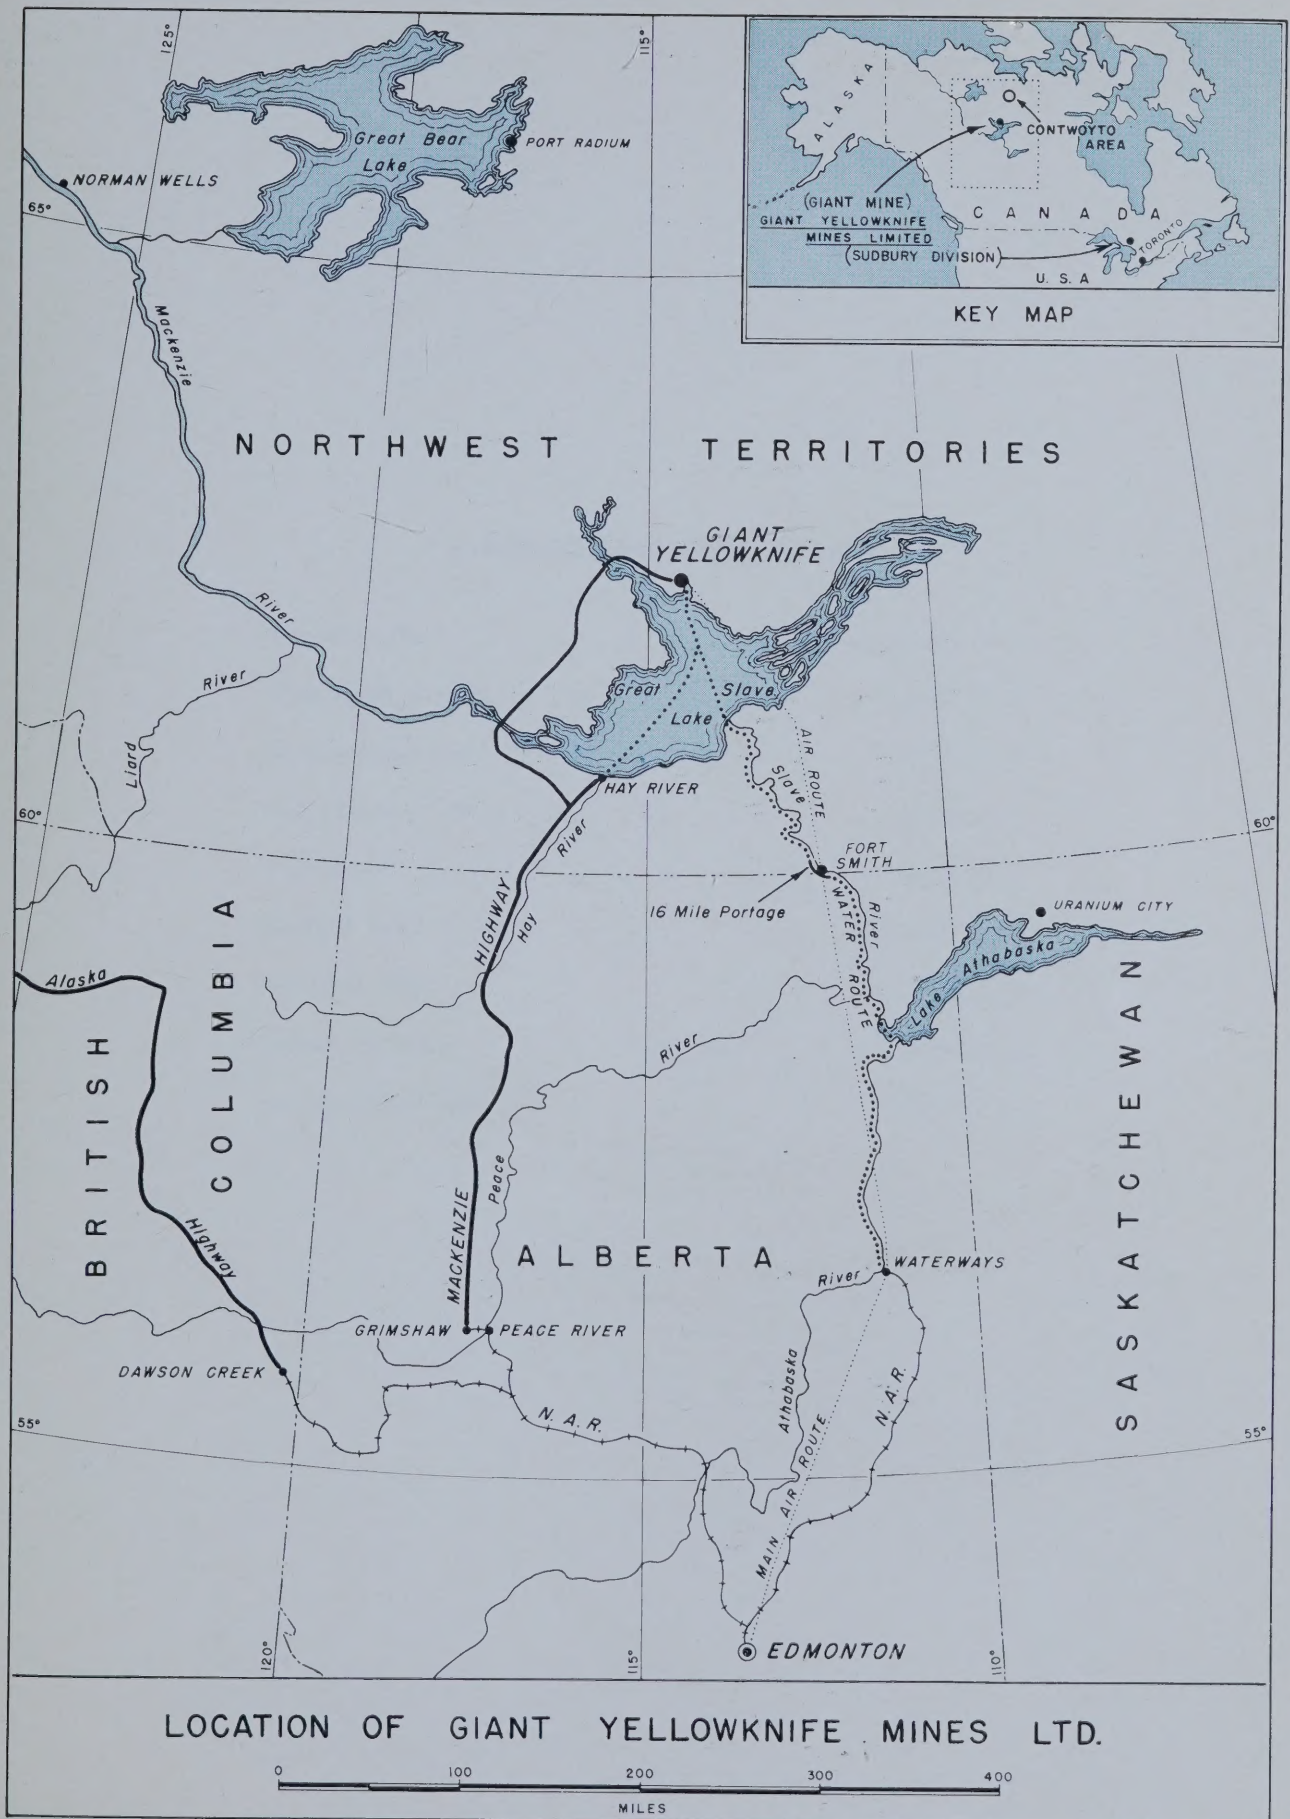 125°
115°
ALASKA
CONTWOYTO
AREA
(GIANT MINE)
GIANT YELLOWKNIFE
MINES LIMITED
(SUDBURY DIVISION)
CANADA
TORONTO
U.S.A
KEY MAP
Great Bear
Lake
PORT RADIUM
NORMAN WELLS
65°
Mackenzie
NORTHWEST TERRITORIES
GIANT
YELLOWKNIFE
River
River
Liard
Great Slave
Lake
AIR ROUTE
HAY RIVER
Slave
60°
60°
River
FORT
SMITH
16 Mile Portage
WATER ROUTE
WATER ROUTE
River
HIGHWAY
Hay
URANIUM CITY
Lake Athabaska
Alaska
BRITISH
COLUMBIA
River
SASKATCHEWAN
Peace
MACKENZIE
Highway
ALBERTA
River
WATERWAYS
GRIMSHAW
PEACE RIVER
DAWSON CREEK
Athabaska
N.A.R.
N.A.R.
55°
55°
MAIN AIR ROUTE
120°
115°
110°
EDMONTON
LOCATION OF GIANT YELLOWKNIFE MINES LTD.
0 100 200 300 400
MILES